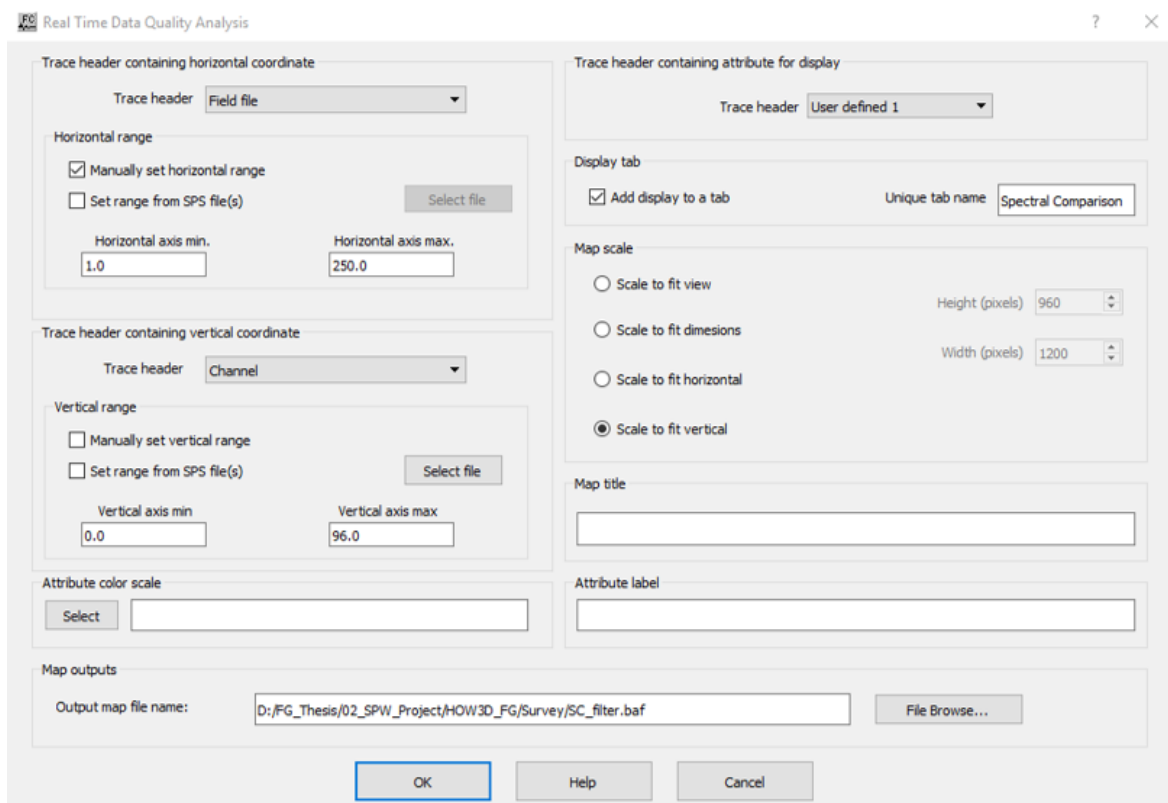 Real Time Data Quality Analysis
Trace header containing horizontal coordinate
Trace header Field file
Horizontal range
Manually set horizontal range
Set range from SPS file(s) Select file
Horizontal axis min. Horizontal axis max.
1.0 250.0
Trace header containing vertical coordinate
Trace header Channel
Vertical range
Manually set vertical range
Set range from SPS file(s) Select file
Vertical axis min Vertical axis max
0.0 96.0
Attribute color scale
Select
Trace header containing attribute for display
Trace header User defined 1
Display tab
Add display to a tab Unique tab name Spectral Comparison
Map scale
Scale to fit view
Height (pixels) 960
Scale to fit dimesions
Width (pixels) 1200
Scale to fit horizontal
Scale to fit vertical
Map title
Attribute label
Map outputs
Output map file name: D:/FG_Thesis/02_SPW_Project/HOW3D_FG/Survey/SC_filter.baf File Browse...
OK Help Cancel